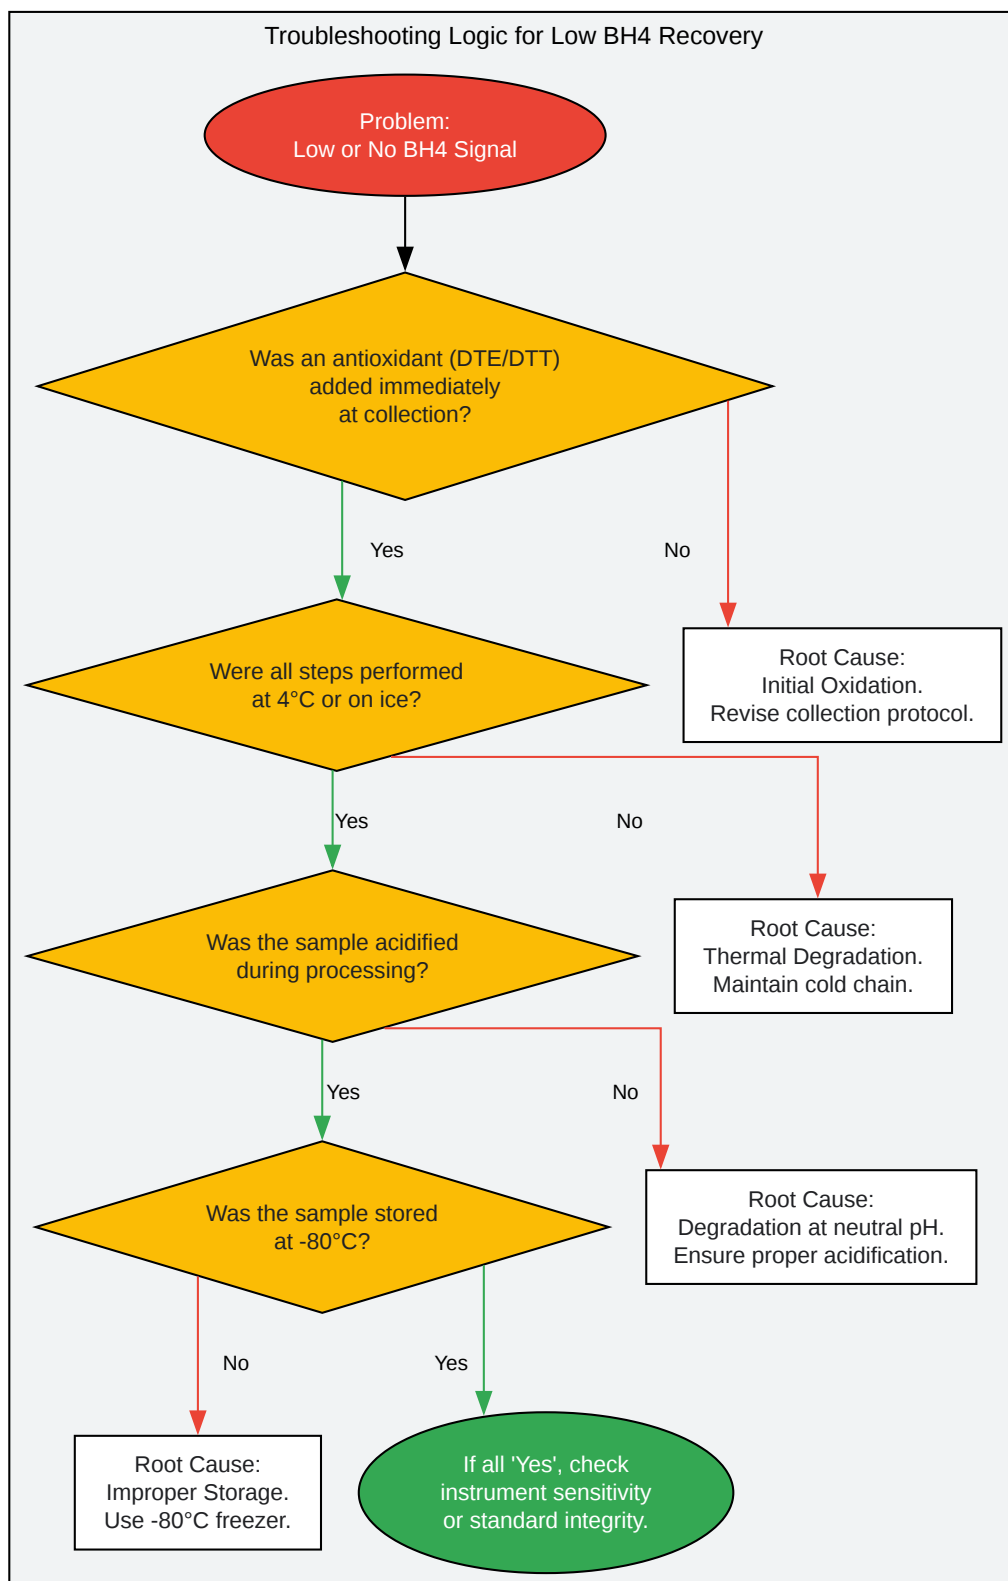 Troubleshooting Logic for Low BH4 Recovery
Problem:
Low or No BH4 Signal
Was an antioxidant (DTE/DTT)
added immediately
at collection?
Yes
No
Were all steps performed
at 4°C or on ice?
Root Cause:
Initial Oxidation.
Revise collection protocol.
Yes
No
Was the sample acidified
during processing?
Root Cause:
Thermal Degradation.
Maintain cold chain.
Yes
No
Was the sample stored
at -80°C?
Root Cause:
Degradation at neutral pH.
Ensure proper acidification.
No
Yes
Root Cause:
Improper Storage.
Use -80°C freezer.
If all 'Yes', check
instrument sensitivity
or standard integrity.